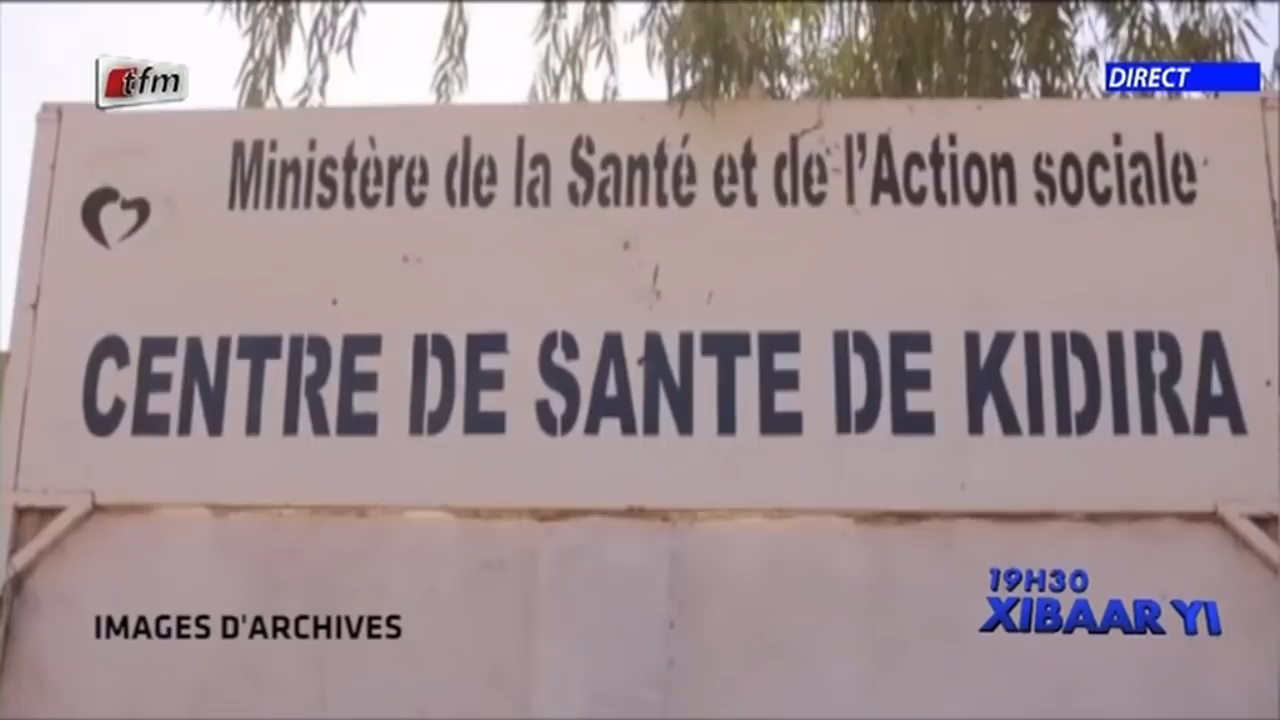 tfm
DIRECT
Ministère de la Santé et de l'Action sociale
CENTRE DE SANTE DE KIDIRA
19H30
XIBAAR YI
IMAGES D'ARCHIVES